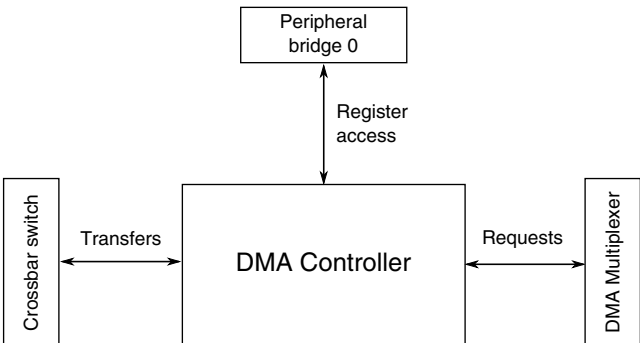 Peripheral
bridge 0
Register
access
Crossbar switch
Transfers
DMA Controller
Requests
DMA Multiplexer